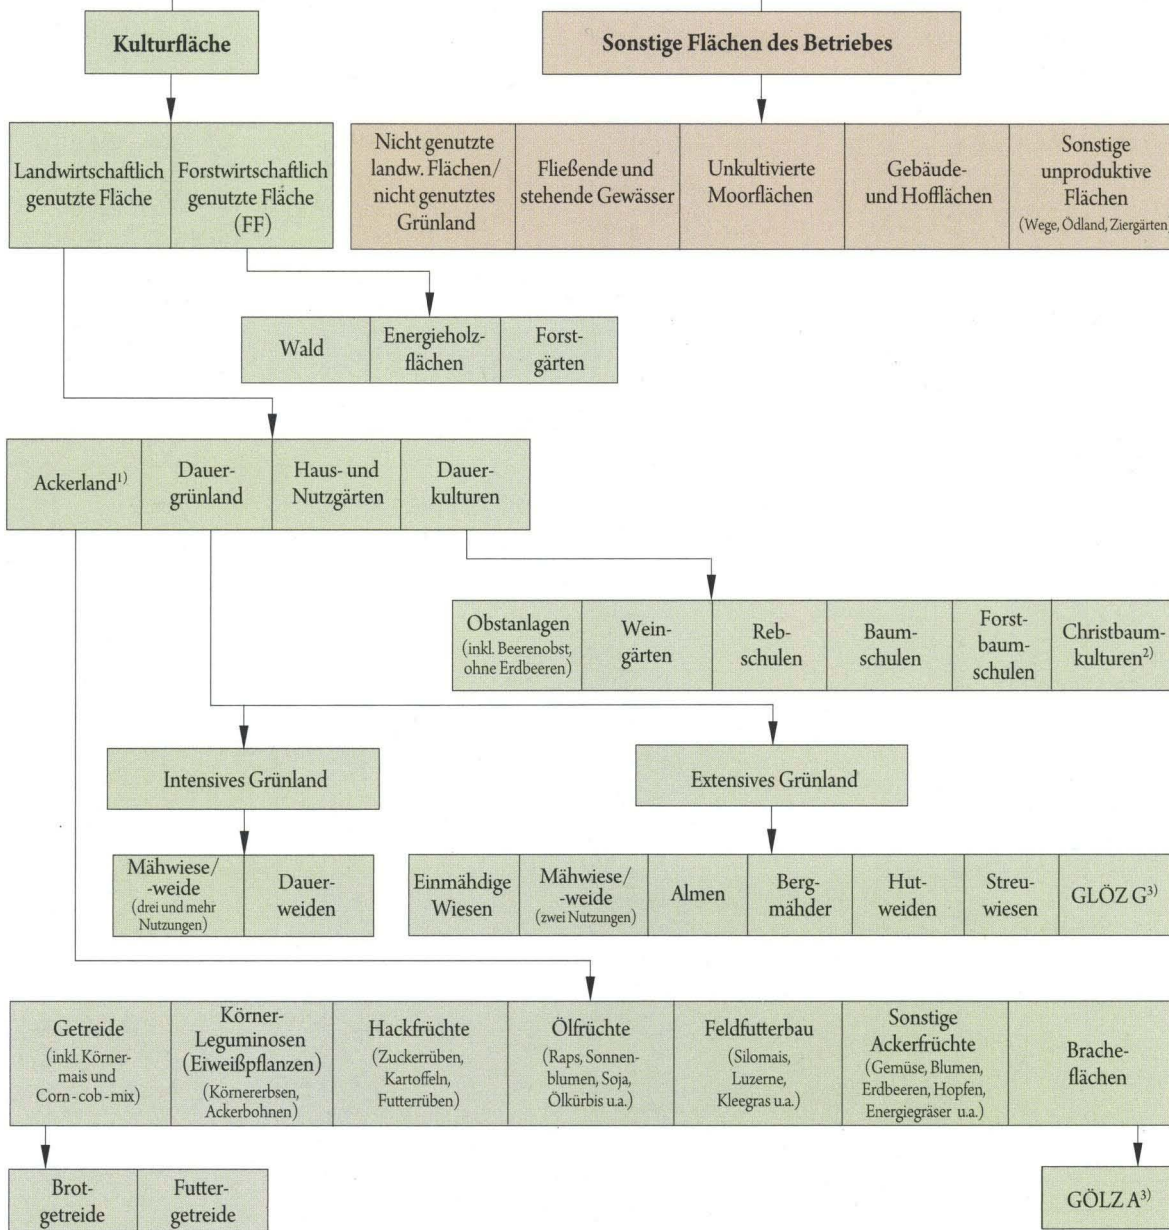 Kulturfläche
Sonstige Flächen des Betriebes
Landwirtschaftlich
genutzte Fläche
Forstwirtschaftlich
genutzte Fläche
(FF)
Nicht genutzte
landw. Flächen/
nicht genutztes
Grünland
Fließende und
stehende Gewässer
Unkultivierte
Moorflächen
Gebäude-
und Hofflächen
Sonstige
unproduktive
Flächen
(Wege, Ödland, Ziergärten,
Wald
Energieholz-
flächen
Forst-
gärten
Ackerland¹⁾
Dauer-
grünland
Haus- und
Nutzgärten
Dauer-
kulturen
Obstanlagen
(inkl. Beerenobst,
ohne Erdbeeren)
Wein-
gärten
Reb-
schulen
Baum-
schulen
Forst-
baum-
schulen
Christbaum-
kulturen²⁾
Intensives Grünland
Extensives Grünland
Mähwiese/
-weide
(drei und mehr
Nutzungen)
Dauer-
weiden
Einmähdige
Wiesen
Mähwiese/
-weide
(zwei Nutzungen)
Almen
Berg-
mähder
Hut-
weiden
Streu-
wiesen
GLÖZ G³⁾
Getreide
(inkl. Körner-
mais und
Corn-cob-mix)
Körner-
Leguminosen
(Eiweißpflanzen)
(Körnererbsen,
Ackerbohnen)
Hackfrüchte
(Zuckerrüben,
Kartoffeln,
Futterrüben)
Ölfrüchte
(Raps, Sonnen-
blumen, Soja,
Ölkürbis u.a.)
Feldfutterbau
(Silomais,
Luzerne,
Kleegras u.a.)
Sonstige
Ackerfrüchte
(Gemüse, Blumen,
Erdbeeren, Hopfen,
Energiegräser u.a.)
Brache-
flächen
Brot-
getreide
Futter-
getreide
GÖLZ A³⁾